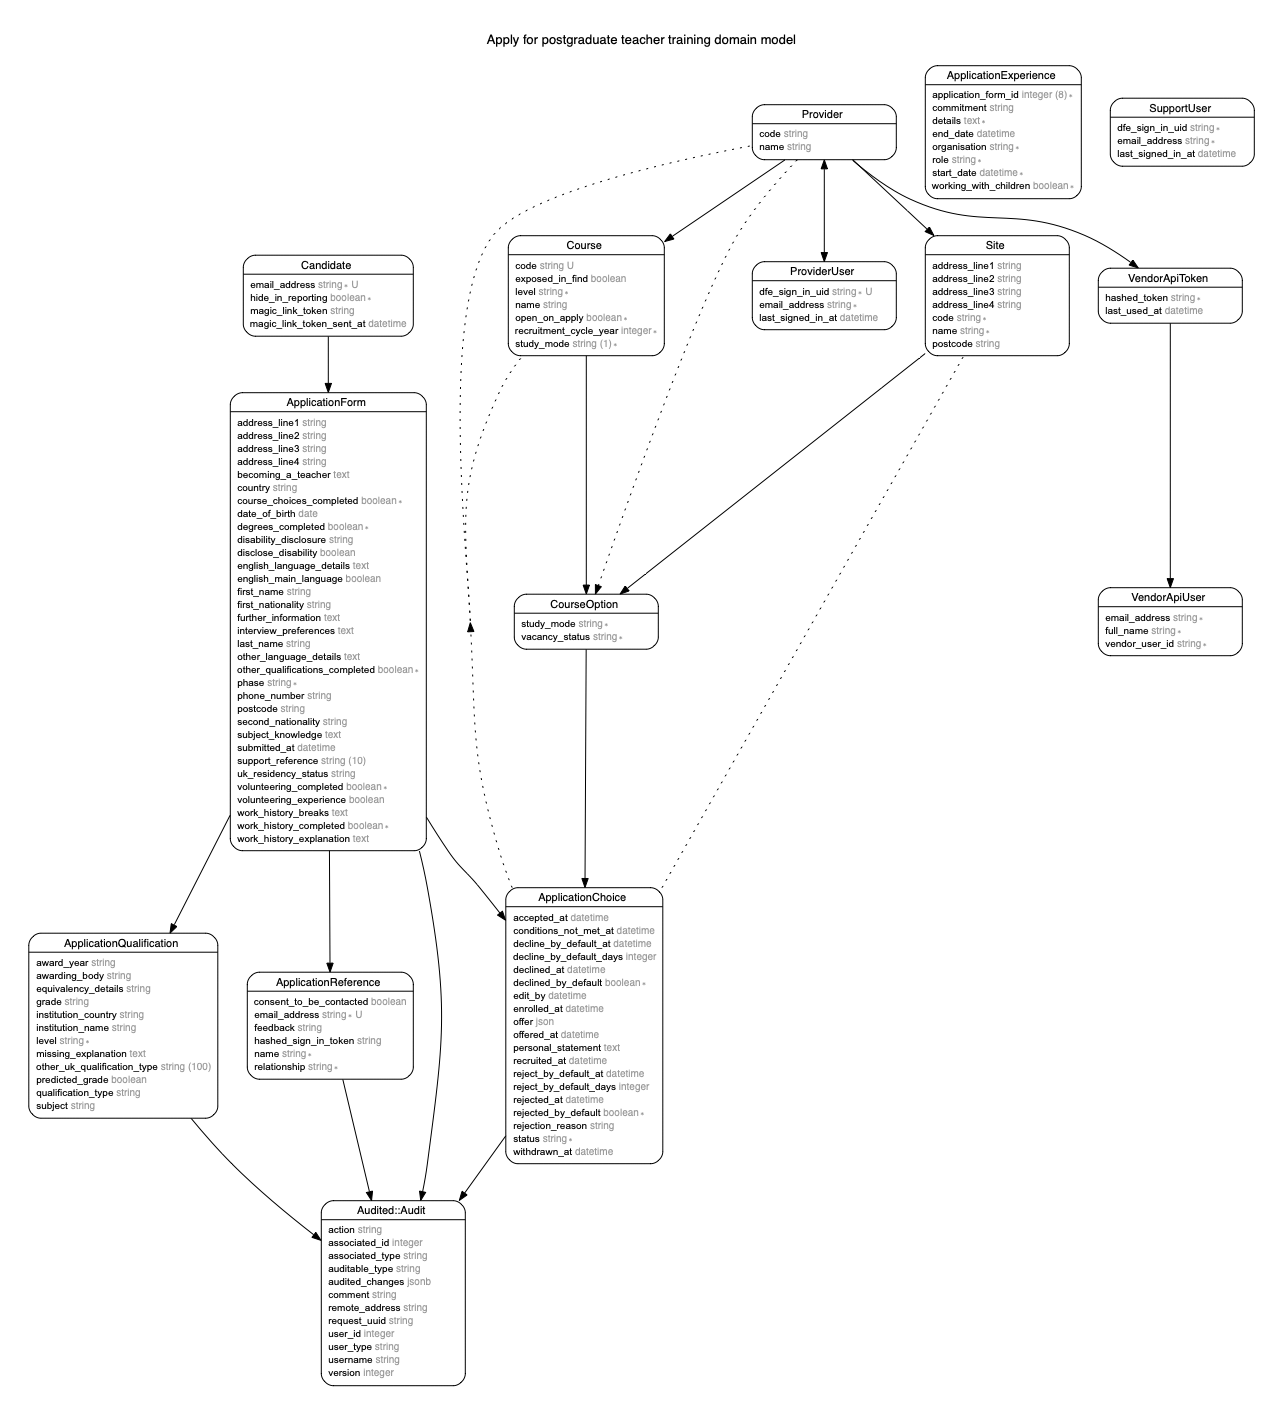 Apply for postgraduate teacher training domain model
ApplicationExperience
application_form_id integer (8) ∗
commitment string
details text ∗
end_date datetime
organisation string ∗
role string ∗
start_date datetime ∗
working_with_children boolean ∗
SupportUser
dfe_sign_in_uid string ∗
email_address string ∗
last_signed_in_at datetime
Provider
code string
name string
Course
code string U
exposed_in_find boolean
level string ∗
name string
open_on_apply boolean ∗
recruitment_cycle_year integer ∗
study_mode string (1) ∗
ProviderUser
dfe_sign_in_uid string ∗ U
email_address string ∗
last_signed_in_at datetime
Site
address_line1 string
address_line2 string
address_line3 string
address_line4 string
code string ∗
name string ∗
postcode string
VendorApiToken
hashed_token string ∗
last_used_at datetime
Candidate
email_address string ∗ U
hide_in_reporting boolean ∗
magic_link_token string
magic_link_token_sent_at datetime
ApplicationForm
address_line1 string
address_line2 string
address_line3 string
address_line4 string
becoming_a_teacher text
country string
course_choices_completed boolean ∗
date_of_birth date
degrees_completed boolean ∗
disability_disclosure string
disclose_disability boolean
english_language_details text
english_main_language boolean
first_name string
first_nationality string
further_information text
interview_preferences text
last_name string
other_language_details text
other_qualifications_completed boolean ∗
phase string ∗
phone_number string
postcode string
second_nationality string
subject_knowledge text
submitted_at datetime
support_reference string (10)
uk_residency_status string
volunteering_completed boolean ∗
volunteering_experience boolean
work_history_breaks text
work_history_completed boolean ∗
work_history_explanation text
CourseOption
study_mode string ∗
vacancy_status string ∗
VendorApiUser
email_address string ∗
full_name string ∗
vendor_user_id string ∗
ApplicationChoice
accepted_at datetime
conditions_not_met_at datetime
decline_by_default_at datetime
decline_by_default_days integer
declined_at datetime
declined_by_default boolean ∗
edit_by datetime
enrolled_at datetime
offer json
offered_at datetime
personal_statement text
recruited_at datetime
reject_by_default_at datetime
reject_by_default_days integer
rejected_at datetime
rejected_by_default boolean ∗
rejection_reason string
status string ∗
withdrawn_at datetime
ApplicationQualification
award_year string
awarding_body string
equivalency_details string
grade string
institution_country string
institution_name string
level string ∗
missing_explanation text
other_uk_qualification_type string (100)
predicted_grade boolean
qualification_type string
subject string
ApplicationReference
consent_to_be_contacted boolean
email_address string ∗ U
feedback string
hashed_sign_in_token string
name string ∗
relationship string ∗
Audited::Audit
action string
associated_id integer
associated_type string
auditable_type string
audited_changes jsonb
comment string
remote_address string
request_uuid string
user_id integer
user_type string
username string
version integer